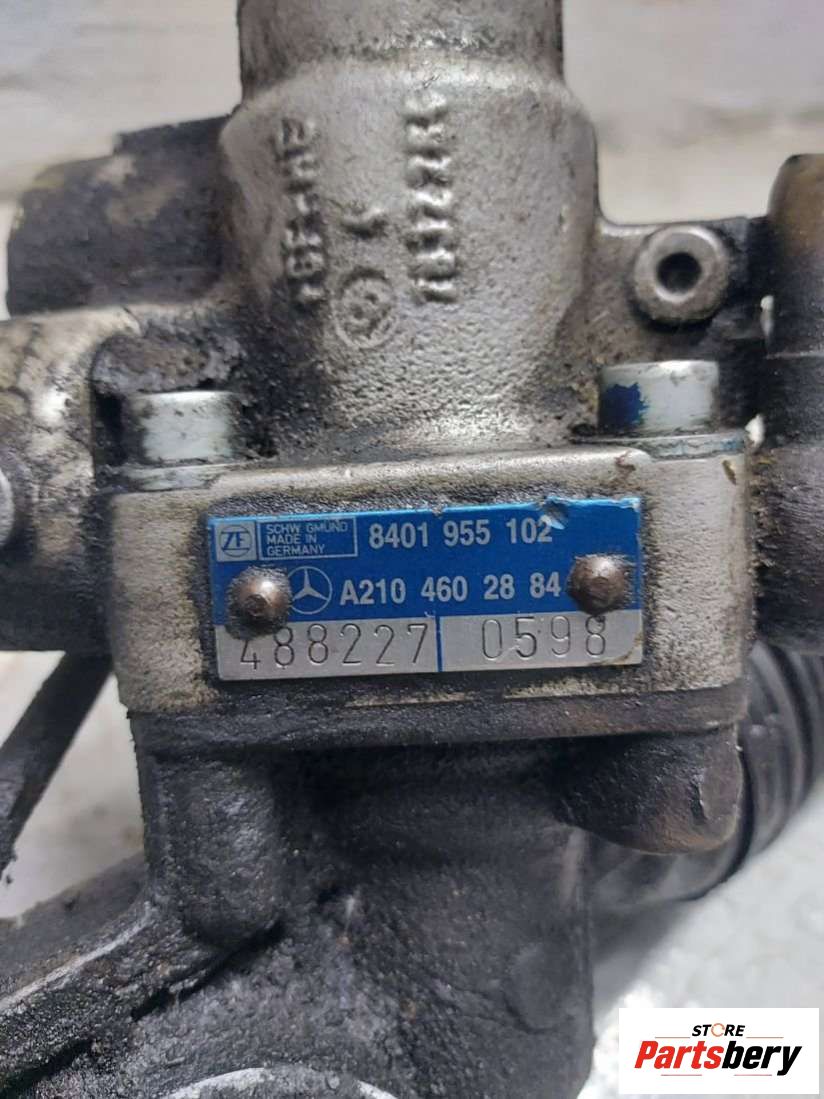 ZF
SCHW. GMÜND
MADE IN
GERMANY
8401 955 102
A210 460 28 84
488227 0598
STORE
Partsbery